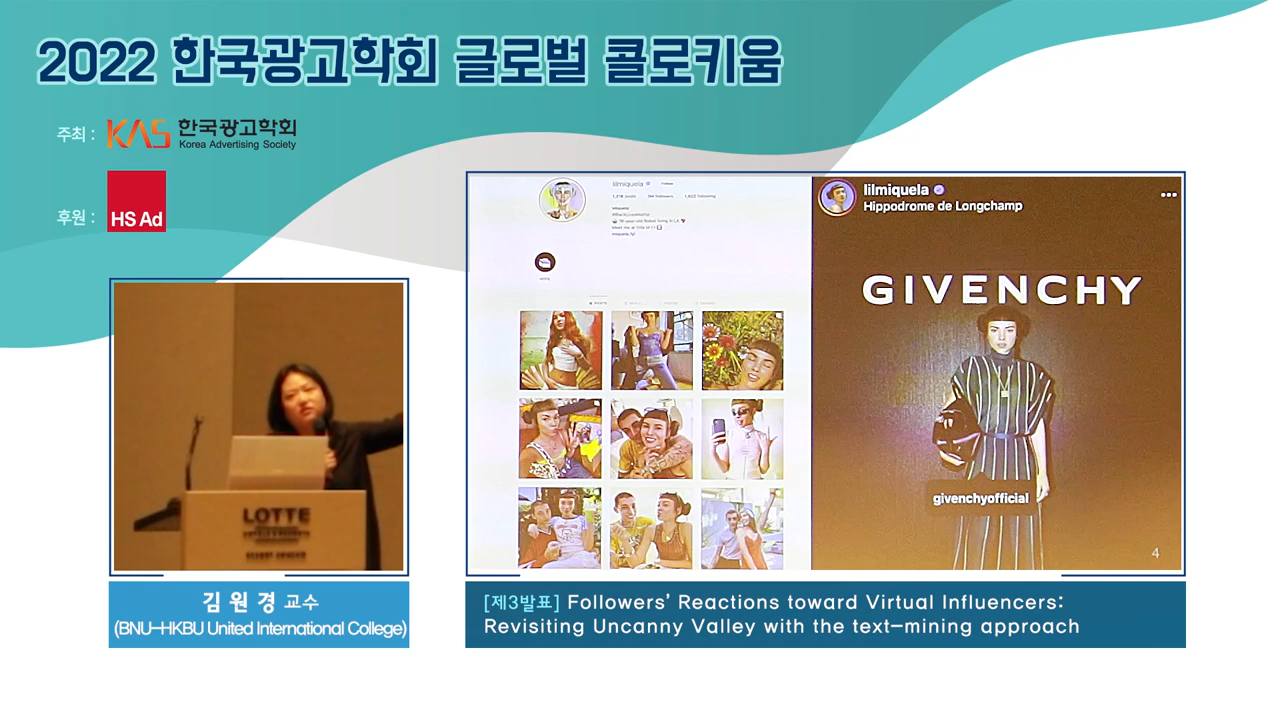 2022 한국광고학회 글로벌 콜로키움
주최 :
KAS 한국광고학회
Korea Advertising Society
후원 :
HS Ad
lilmiquela
Follow
lilmiquela
Hippodrome de Longchamp
GIVENCHY
givenchyofficial
4
LOTTE
김 원 경 교수
(BNU-HKBU United International College)
[제3발표] Followers' Reactions toward Virtual Influencers:
Revisiting Uncanny Valley with the text-mining approach